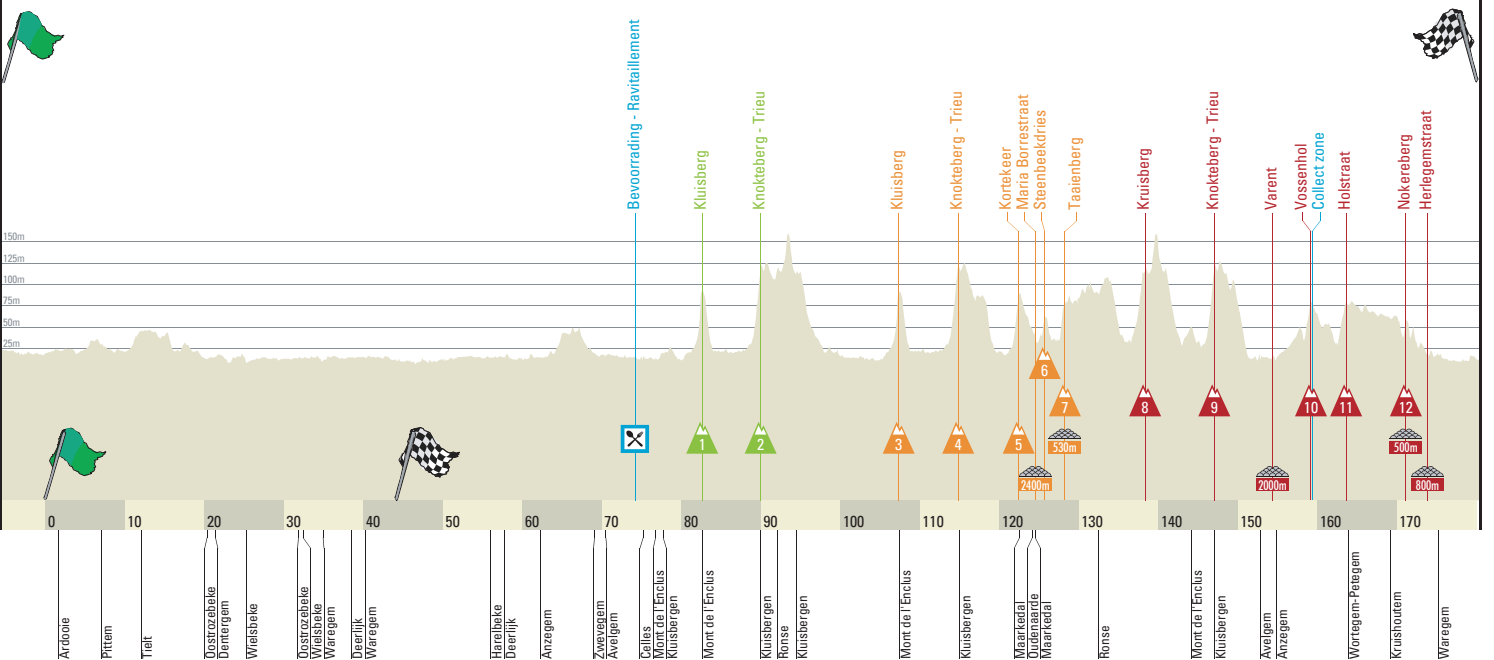 Bevoorrading - Ravitaillement
Kluisberg
Knokteberg - Trieu
Kluisberg
Knokteberg - Trieu
Kortekeer
Maria Borrestraat
Steenbeekdries
Taaienberg
Kruisberg
Knokteberg - Trieu
Varent
Vossenhol
Collect zone
Holstraat
Nokereberg
Herlegemstraat
150m
125m
100m
75m
50m
25m
6
7
8
9
10
11
12
1
2
3
4
5
530m
500m
2400m
2000m
800m
0 10 20 30 40 50 60 70 80 90 100 110 120 130 140 150 160 170
Ardooie
Pittem
Tielt
Oostrozebeke
Dentergem
Wielsbeke
Oostrozebeke
Wielsbeke
Waregem
Deerlijk
Waregem
Harelbeke
Deerlijk
Anzegem
Zwevegem
Avelgem
Celles
Mont de l'Enclus
Kluisbergen
Mont de l'Enclus
Kluisbergen
Ronse
Kluisbergen
Mont de l'Enclus
Kluisbergen
Maarkedal
Oudenaarde
Maarkedal
Ronse
Mont de l'Enclus
Kluisbergen
Avelgem
Anzegem
Wortegem-Petegem
Kruishoutem
Waregem